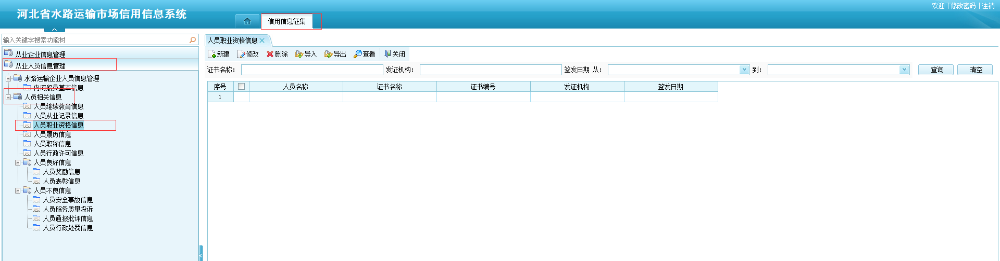 河北省水路运输市场信用信息系统
信用信息征集
欢迎 | 修改密码 | 注销
输入关键字搜索功能树
从业企业信息管理
从业人员信息管理
水路运输企业人员信息管理
内河船员基本信息
人员相关信息
人员继续教育信息
人员从业记录信息
人员职业资格信息
人员履历信息
人员职称信息
人员行政许可信息
人员良好信息
人员奖励信息
人员表彰信息
人员不良信息
人员安全事故信息
人员服务质量投诉
人员通报批评信息
人员行政处罚信息
人员职业资格信息
新建 修改 删除 导入 导出 查看 关闭
证书名称： 发证机构： 签发日期 从： 到： 查询 清空
序号 人员名称 证书名称 证书编号 发证机构 签发日期
1